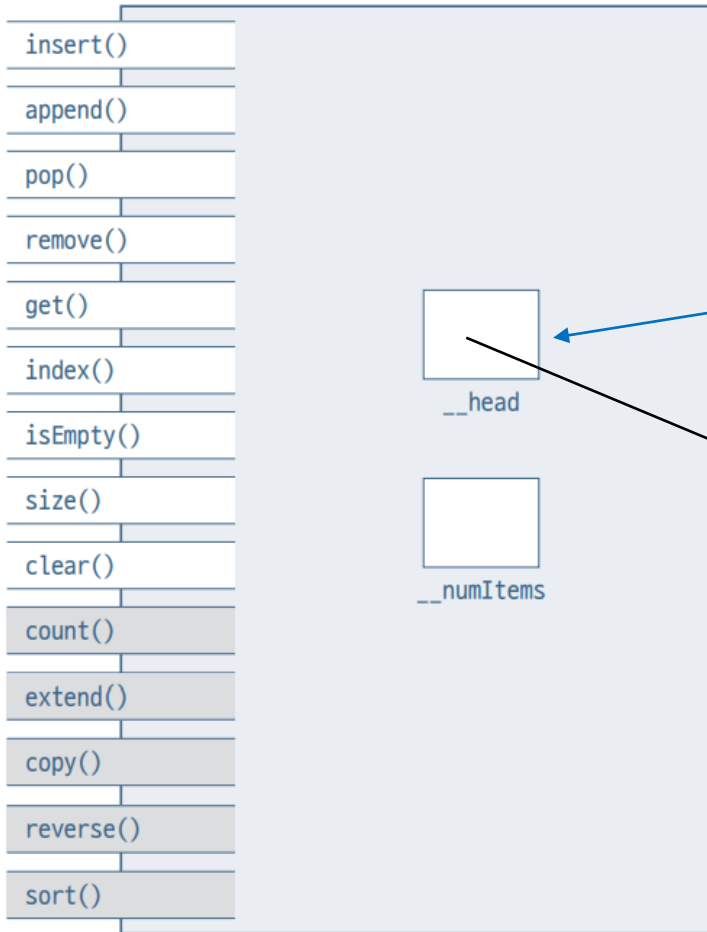 insert()
append()
pop()
remove()
get()
index()
isEmpty()
size()
clear()
count()
extend()
copy()
reverse()
sort()
__head
__numItems